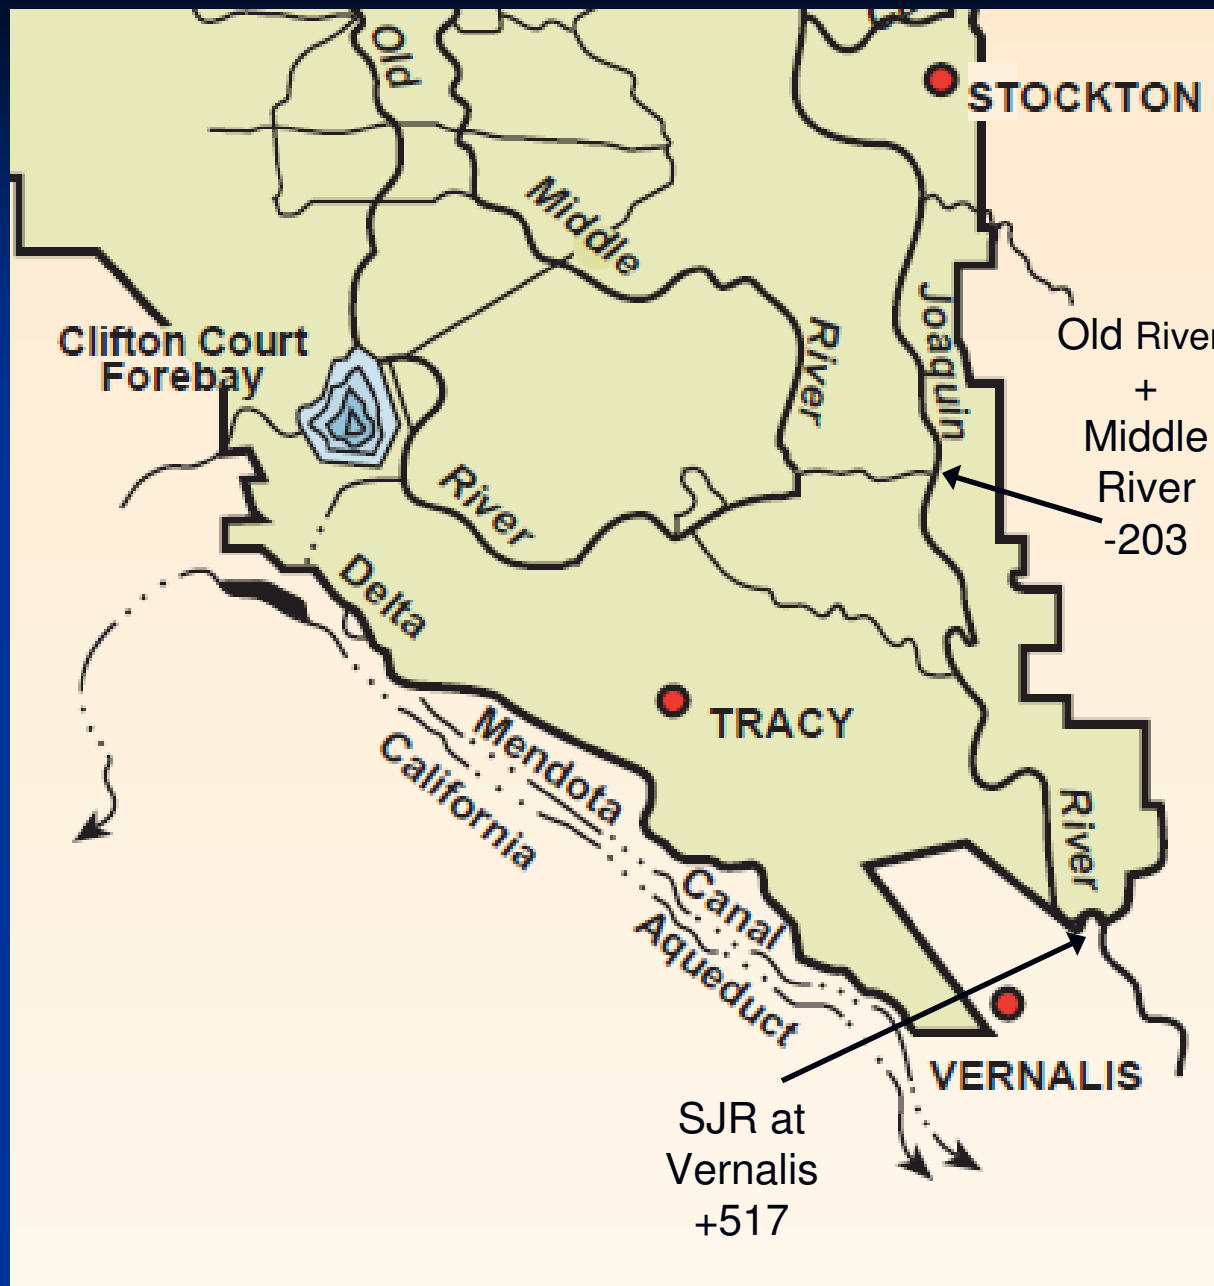 Old
STOCKTON
Middle
Clifton Court
Forebay
River
Joaquin
Old River
+
Middle
River
-203
River
Delta
TRACY
Mendota
California
River
Canal
Aqueduct
VERNALIS
SJR at
Vernalis
+517